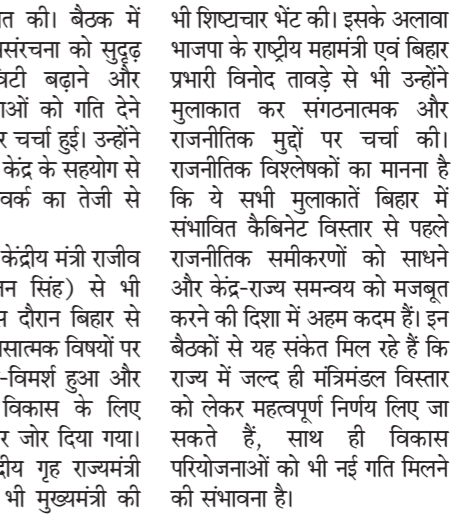 त की। बैठक में
संरचना को सुदृढ़
बढ़ाने और
ओं को गति देने
र चर्चा हुई। उन्होंने
केंद्र के सहयोग से
वर्क का तेजी से
केंद्रीय मंत्री राजीव
सिंह) से भी
दौरान बिहार से
विषयों पर
-विमर्श हुआ और
विकास के लिए
र जोर दिया गया।
गृह राज्यमंत्री
भी मुख्यमंत्री की
भी शिष्टाचार भेंट की। इसके अलावा
भाजपा के राष्ट्रीय महामंत्री एवं बिहार
प्रभारी विनोद तावड़े से भी उन्होंने
मुलाकात कर संगठनात्मक और
राजनीतिक मुद्दों पर चर्चा की।
राजनीतिक विश्लेषकों का मानना है
कि ये सभी मुलाकातें बिहार में
संभावित कैबिनेट विस्तार से पहले
राजनीतिक समीकरणों को साधने
और केंद्र-राज्य समन्वय को मजबूत
करने की दिशा में अहम कदम हैं। इन
बैठकों से यह संकेत मिल रहे हैं कि
राज्य में जल्द ही मंत्रिमंडल विस्तार
को लेकर महत्वपूर्ण निर्णय लिए जा
सकते हैं, साथ ही विकास
परियोजनाओं को भी नई गति मिलने
की संभावना है।